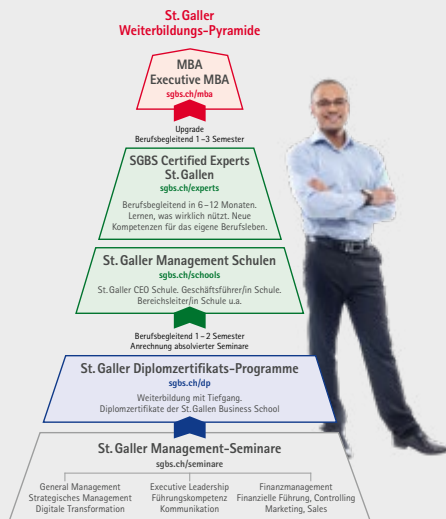 St. Galler
Weiterbildungs-Pyramide
MBA
Executive MBA
sgbs.ch/mba
Upgrade
Berufsbegleitend 1–3 Semester
SGBS Certified Experts
St. Gallen
sgbs.ch/experts
Berufsbegleitend in 6–12 Monaten.
Lernen, was wirklich nützt. Neue
Kompetenzen für das eigene Berufsleben.
St. Galler Management Schulen
sgbs.ch/schools
St. Galler CEO Schule. Geschäftsführer/in Schule.
Bereichsleiter/in Schule u.a.
Berufsbegleitend 1–2 Semester
Anrechnung absolvierter Seminare
St. Galler Diplomzertifikats-Programme
sgbs.ch/dp
Weiterbildung mit Tiefgang.
Diplomzertifikate der St. Gallen Business School
St. Galler Management-Seminare
sgbs.ch/seminare
General Management
Strategisches Management
Digitale Transformation
Executive Leadership
Führungskompetenz
Kommunikation
Finanzmanagement
Finanzielle Führung, Controlling
Marketing, Sales